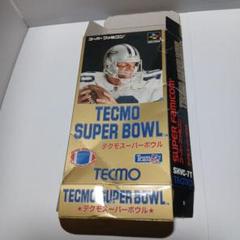 スーパーファミコン
TECMO
SUPER BOWL
テクモスーパーボウル
TECMO
TECMO SUPER BOWL
★テクモスーパーボウル★
SUPER FAMICOM
SHVC-7T